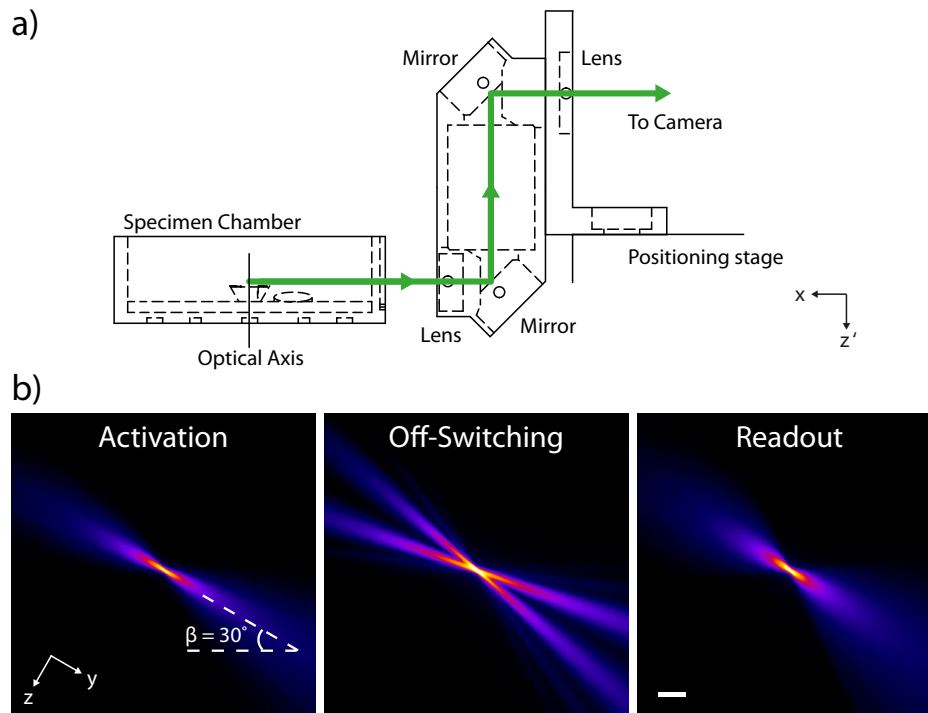 a)
Mirror
Lens
To Camera
Specimen Chamber
Positioning stage
x
z′
Lens
Mirror
Optical Axis
b)
Activation
Off-Switching
Readout
β = 30°
y
z